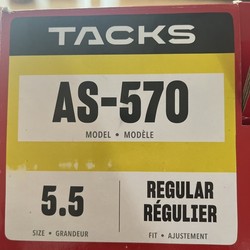 TACKS
AS-570
MODEL • MODÈLE
5.5
SIZE • GRANDEUR
REGULAR
RÉGULIER
FIT • AJUSTEMENT